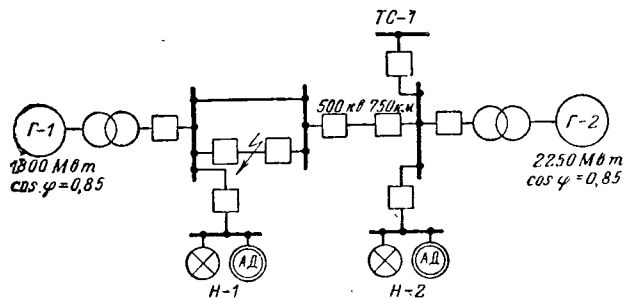 ТС-1
500 кв 750 км
Г-1
Г-2
1300 Мвт
cos φ = 0,85
2250 Мвт
cos φ = 0,85
АД
АД
Н-1
Н-2